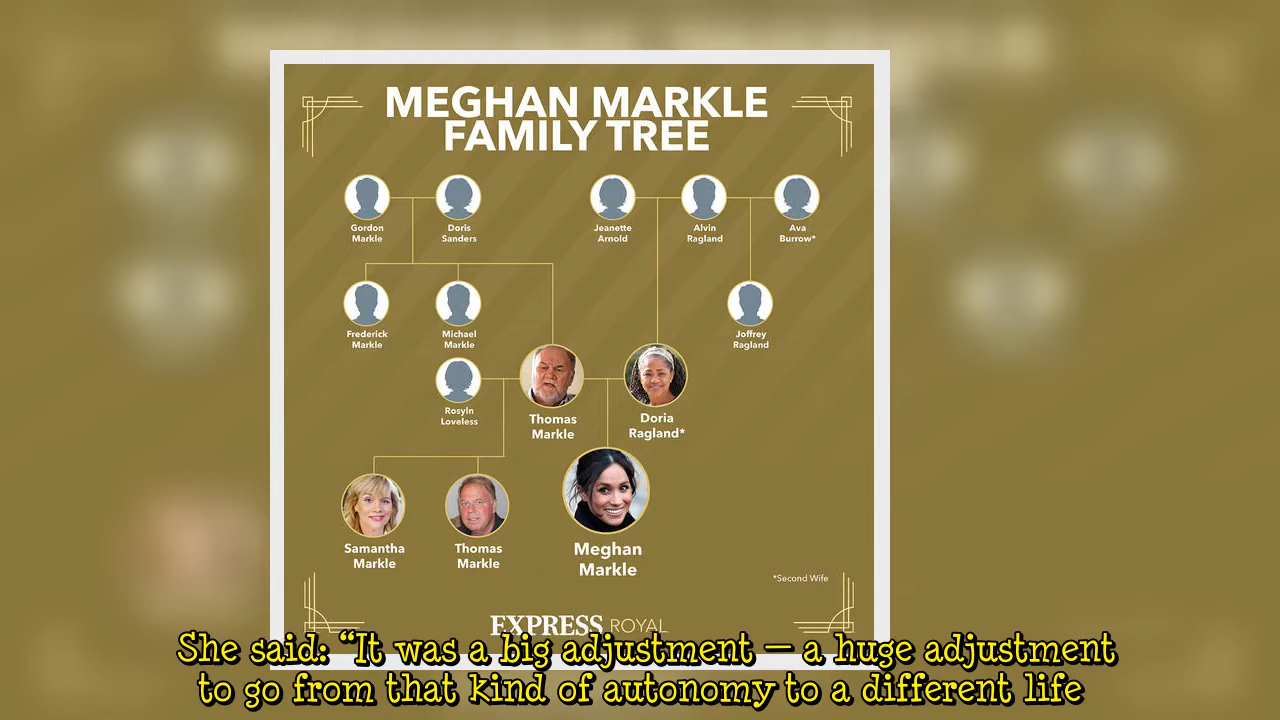 MEGHAN MARKLE
FAMILY TREE
Gordon
Markle
Doris
Sanders
Jeanette
Arnold
Alvin
Ragland
Ava
Burrow*
Frederick
Markle
Michael
Markle
Joffrey
Ragland
Rosyln
Loveless
Thomas
Markle
Doria
Ragland*
Samantha
Markle
Thomas
Markle
Meghan
Markle
*Second Wife
EXPRESS ROYAL
She said: “It was a big adjustment – a huge adjustment
to go from that kind of autonomy to a different life